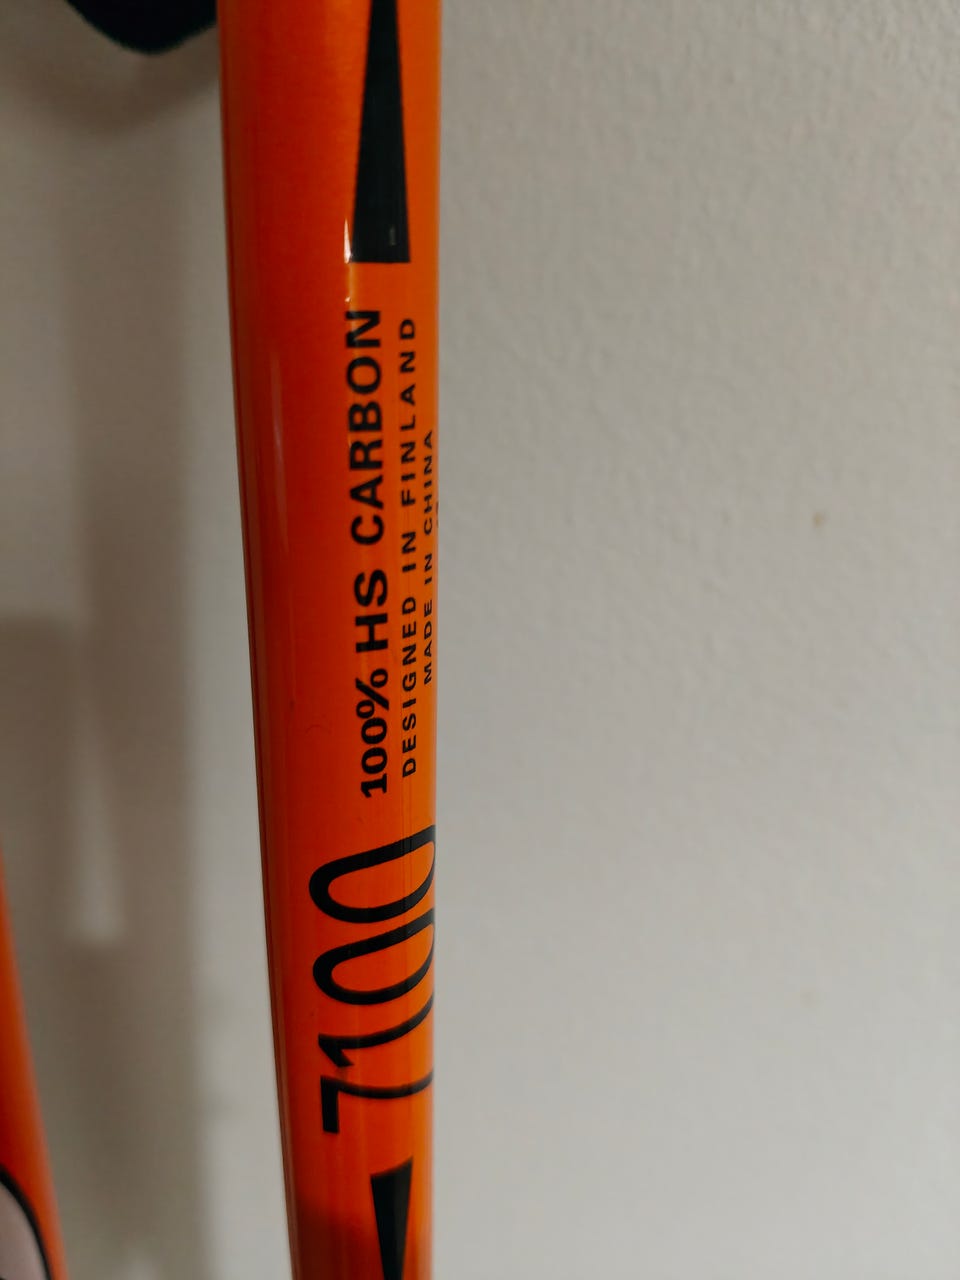 7100
100% HS CARBON
DESIGNED IN FINLAND
MADE IN CHINA